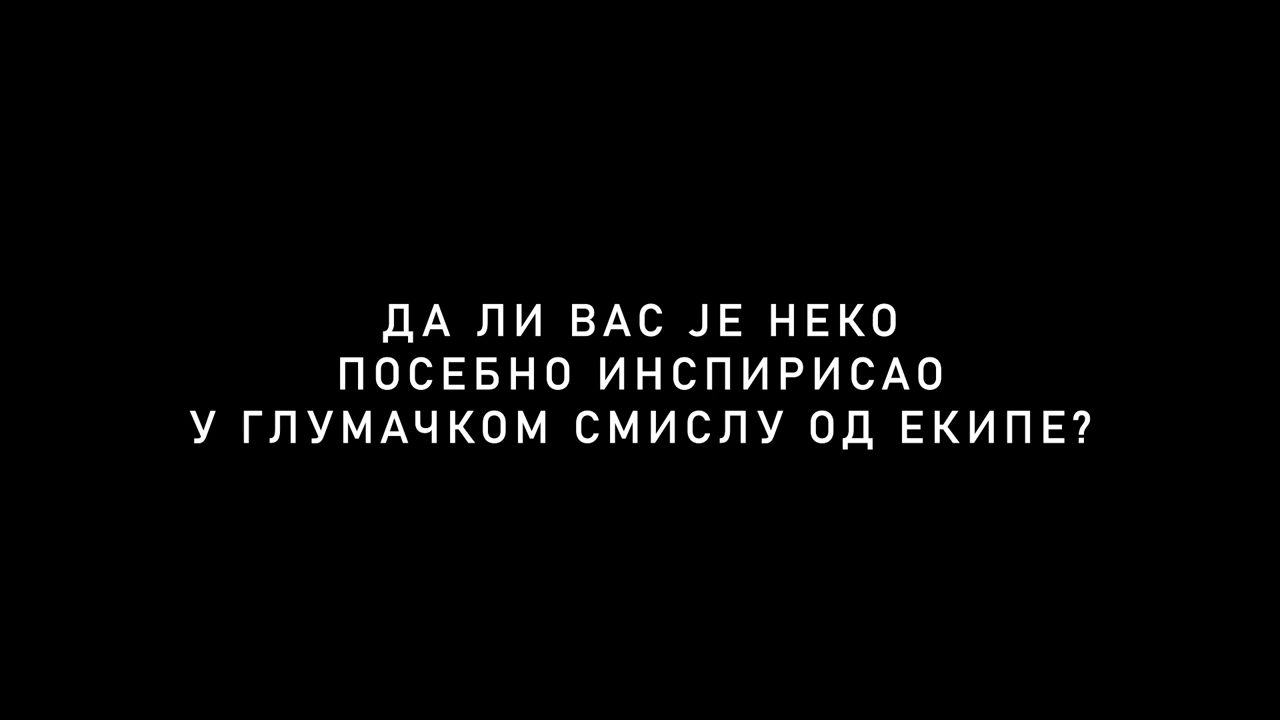 ДА ЛИ ВАС ЈЕ НЕКО
ПОСЕБНО ИНСПИРИСАО
У ГЛУМАЧКОМ СМИСЛУ ОД ЕКИПЕ?